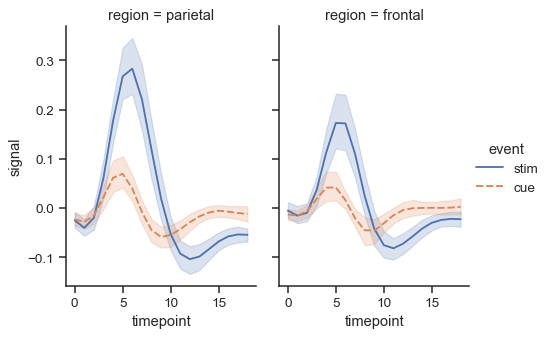 region = parietal
region = frontal
signal
0.3
0.2
0.1
0.0
−0.1
0
5
10
15
timepoint
0
5
10
15
timepoint
event
stim
cue